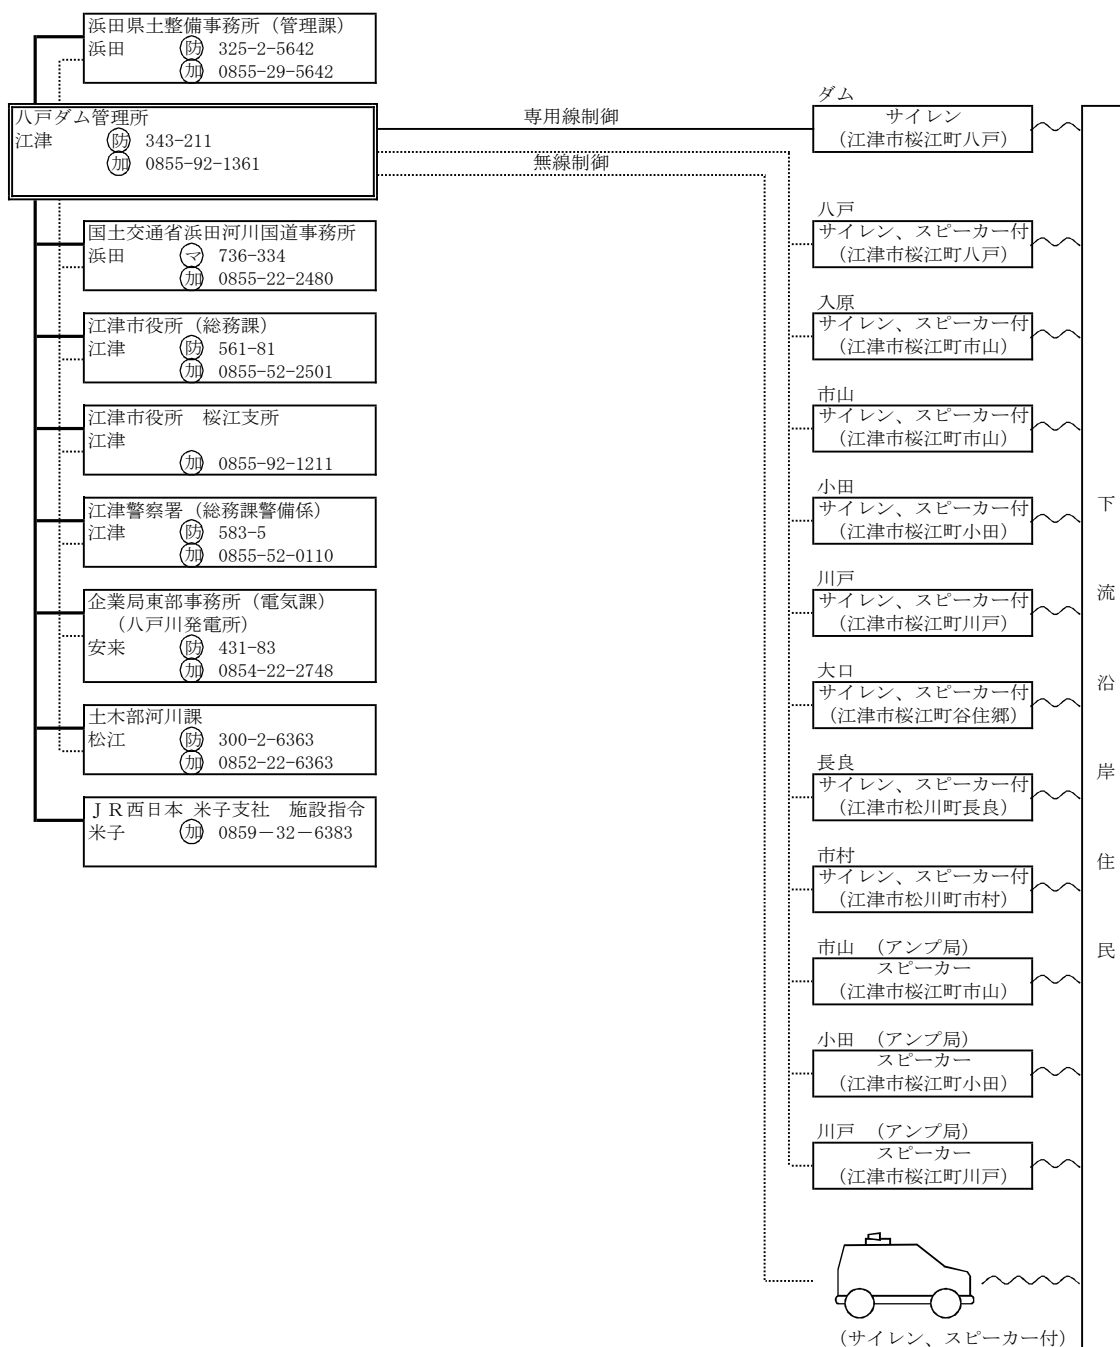 浜田県土整備事務所（管理課）
浜田　防　325-2-5642
加　0855-29-5642
八戸ダム管理所
江津　防　343-211
加　0855-92-1361
国土交通省浜田河川国道事務所
浜田　マ　736-334
加　0855-22-2480
江津市役所（総務課）
江津　防　561-81
加　0855-52-2501
江津市役所　桜江支所
江津
加　0855-92-1211
江津警察署（総務課警備係）
江津　防　583-5
加　0855-52-0110
企業局東部事務所（電気課）
（八戸川発電所）
安来　防　431-83
加　0854-22-2748
土木部河川課
松江　防　300-2-6363
加　0852-22-6363
ＪＲ西日本 米子支社　施設指令
米子　加　0859－32－6383
専用線制御
無線制御
ダム
サイレン
（江津市桜江町八戸）
八戸
サイレン、スピーカー付
（江津市桜江町八戸）
入原
サイレン、スピーカー付
（江津市桜江町市山）
市山
サイレン、スピーカー付
（江津市桜江町市山）
小田
サイレン、スピーカー付
（江津市桜江町小田）
川戸
サイレン、スピーカー付
（江津市桜江町川戸）
大口
サイレン、スピーカー付
（江津市桜江町谷住郷）
長良
サイレン、スピーカー付
（江津市松川町長良）
市村
サイレン、スピーカー付
（江津市松川町市村）
市山　（アンプ局）
スピーカー
（江津市桜江町市山）
小田　（アンプ局）
スピーカー
（江津市桜江町小田）
川戸　（アンプ局）
スピーカー
（江津市桜江町川戸）
（サイレン、スピーカー付）
下流沿岸住民